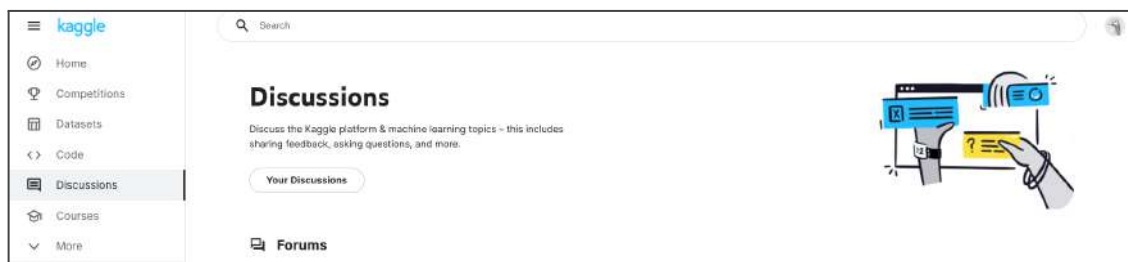 kaggle
Search
Home
Competitions
Datasets
Code
Discussions
Courses
More
Discussions
Discuss the Kaggle platform & machine learning topics – this includes
sharing feedback, asking questions, and more.
Your Discussions
Forums
X
?
12